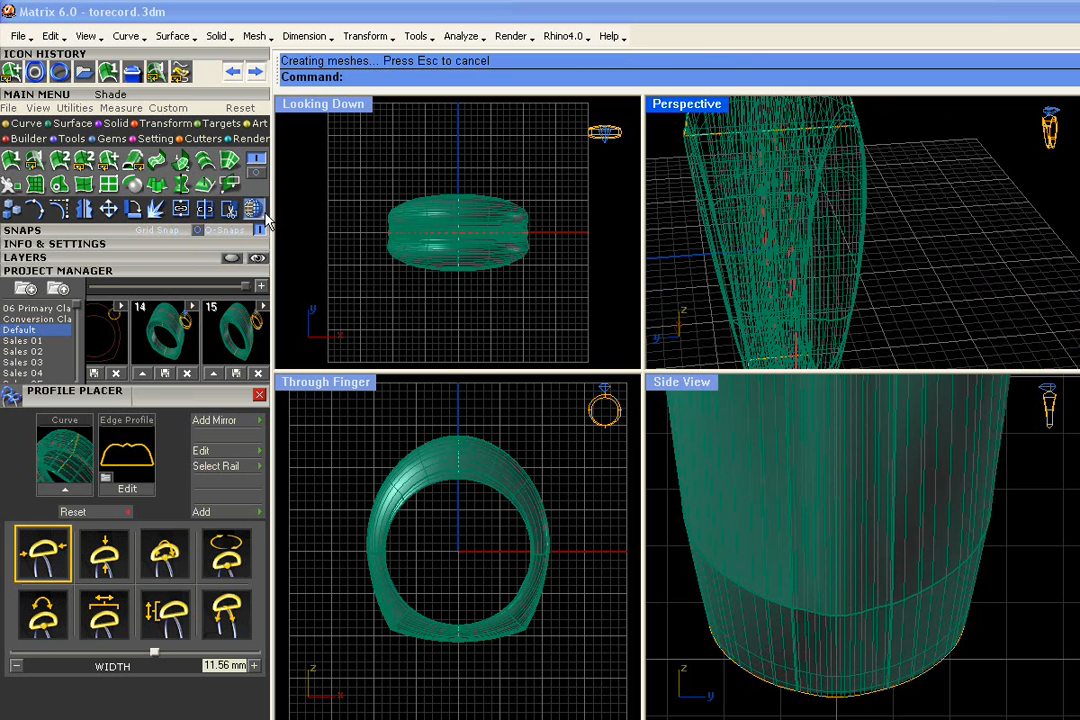 Matrix 6.0 - torecord.3dm
File Edit View Curve Surface Solid Mesh Dimension Transform Tools Analyze Render Rhino4.0 Help
ICON HISTORY
Creating meshes... Press Esc to cancel
Command:
MAIN MENU Shade
File View Utilities Measure Custom Reset
Curve Surface Solid Transform Targets Art
Builder Tools Gems Setting Cutters Render
SNAPS Grid Snap O-Snaps
INFO & SETTINGS
LAYERS
PROJECT MANAGER
06 Primary Cla
Conversion Cla
Default
Sales 01
Sales 02
Sales 03
Sales 04
14
15
PROFILE PLACER
Curve
Edge Profile
Edit
Add Mirror
Edit
Select Rail
Reset
Add
WIDTH 11.56 mm
Looking Down
y
x
Perspective
z
y
Through Finger
z
x
Side View
z
y